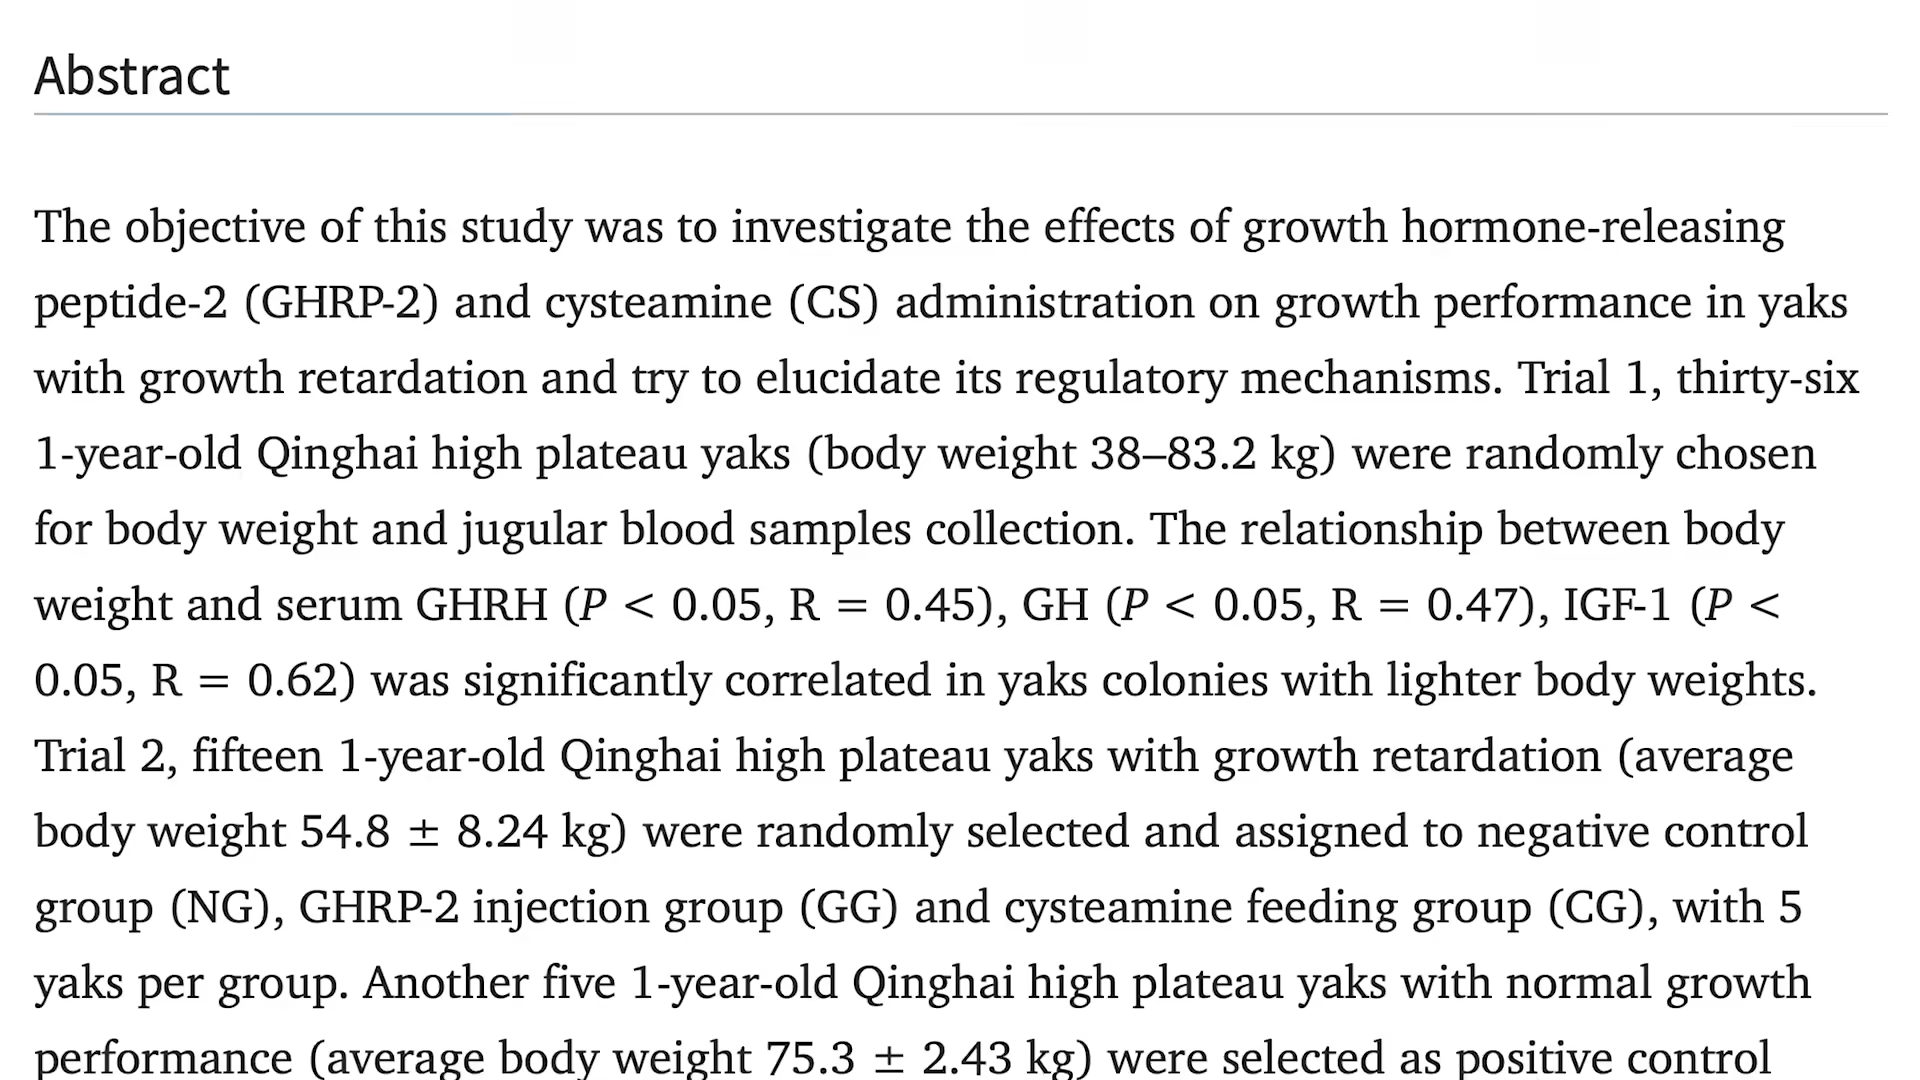 Abstract
The objective of this study was to investigate the effects of growth hormone-releasing
peptide-2 (GHRP-2) and cysteamine (CS) administration on growth performance in yaks
with growth retardation and try to elucidate its regulatory mechanisms. Trial 1, thirty-six
1-year-old Qinghai high plateau yaks (body weight 38–83.2 kg) were randomly chosen
for body weight and jugular blood samples collection. The relationship between body
weight and serum GHRH (P < 0.05, R = 0.45), GH (P < 0.05, R = 0.47), IGF-1 (P <
0.05, R = 0.62) was significantly correlated in yaks colonies with lighter body weights.
Trial 2, fifteen 1-year-old Qinghai high plateau yaks with growth retardation (average
body weight 54.8 ± 8.24 kg) were randomly selected and assigned to negative control
group (NG), GHRP-2 injection group (GG) and cysteamine feeding group (CG), with 5
yaks per group. Another five 1-year-old Qinghai high plateau yaks with normal growth
performance (average body weight 75.3 ± 2.43 kg) were selected as positive control